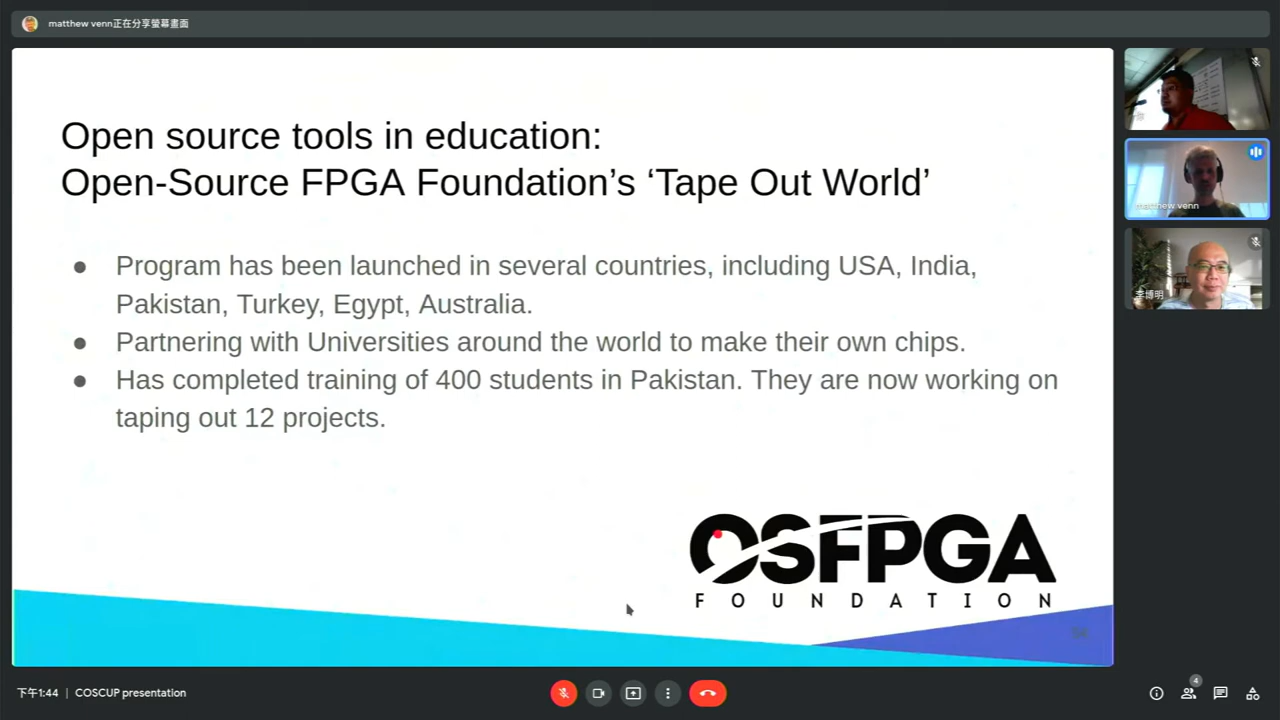 matthew venn正在分享螢幕畫面
Open source tools in education:
Open-Source FPGA Foundation’s ‘Tape Out World’
● Program has been launched in several countries, including USA, India,
Pakistan, Turkey, Egypt, Australia.
● Partnering with Universities around the world to make their own chips.
● Has completed training of 400 students in Pakistan. They are now working on
taping out 12 projects.
OSFPGA
FOUNDATION
matthew venn
李博明
下午1:44 | COSCUP presentation
4